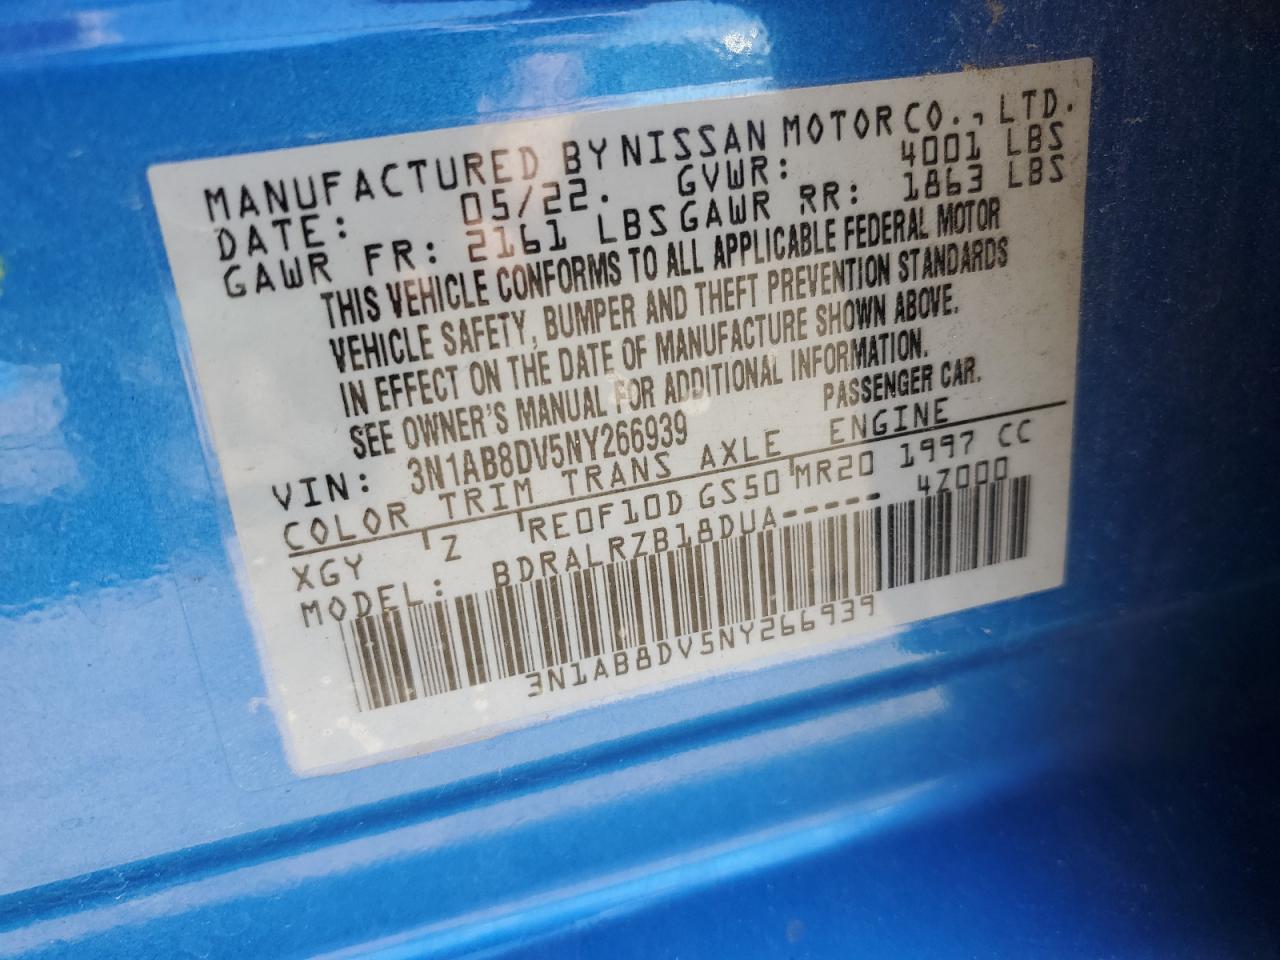 MANUFACTURED BY NISSAN MOTOR CO., LTD.
DATE: 05/22. GVWR: 4001 LBS
GAWR FR: 2161 LBS GAWR RR: 1863 LBS
THIS VEHICLE CONFORMS TO ALL APPLICABLE FEDERAL MOTOR
VEHICLE SAFETY, BUMPER AND THEFT PREVENTION STANDARDS
IN EFFECT ON THE DATE OF MANUFACTURE SHOWN ABOVE.
SEE OWNER'S MANUAL FOR ADDITIONAL INFORMATION.
VIN: 3N1AB8DV5NY266939 PASSENGER CAR.
COLOR TRIM TRANS AXLE ENGINE
XGY Z RE0F10D GS50 MR20 1997 CC
MODEL: BDRALRZB18DUA----- 4Z000
3N1AB8DV5NY266939